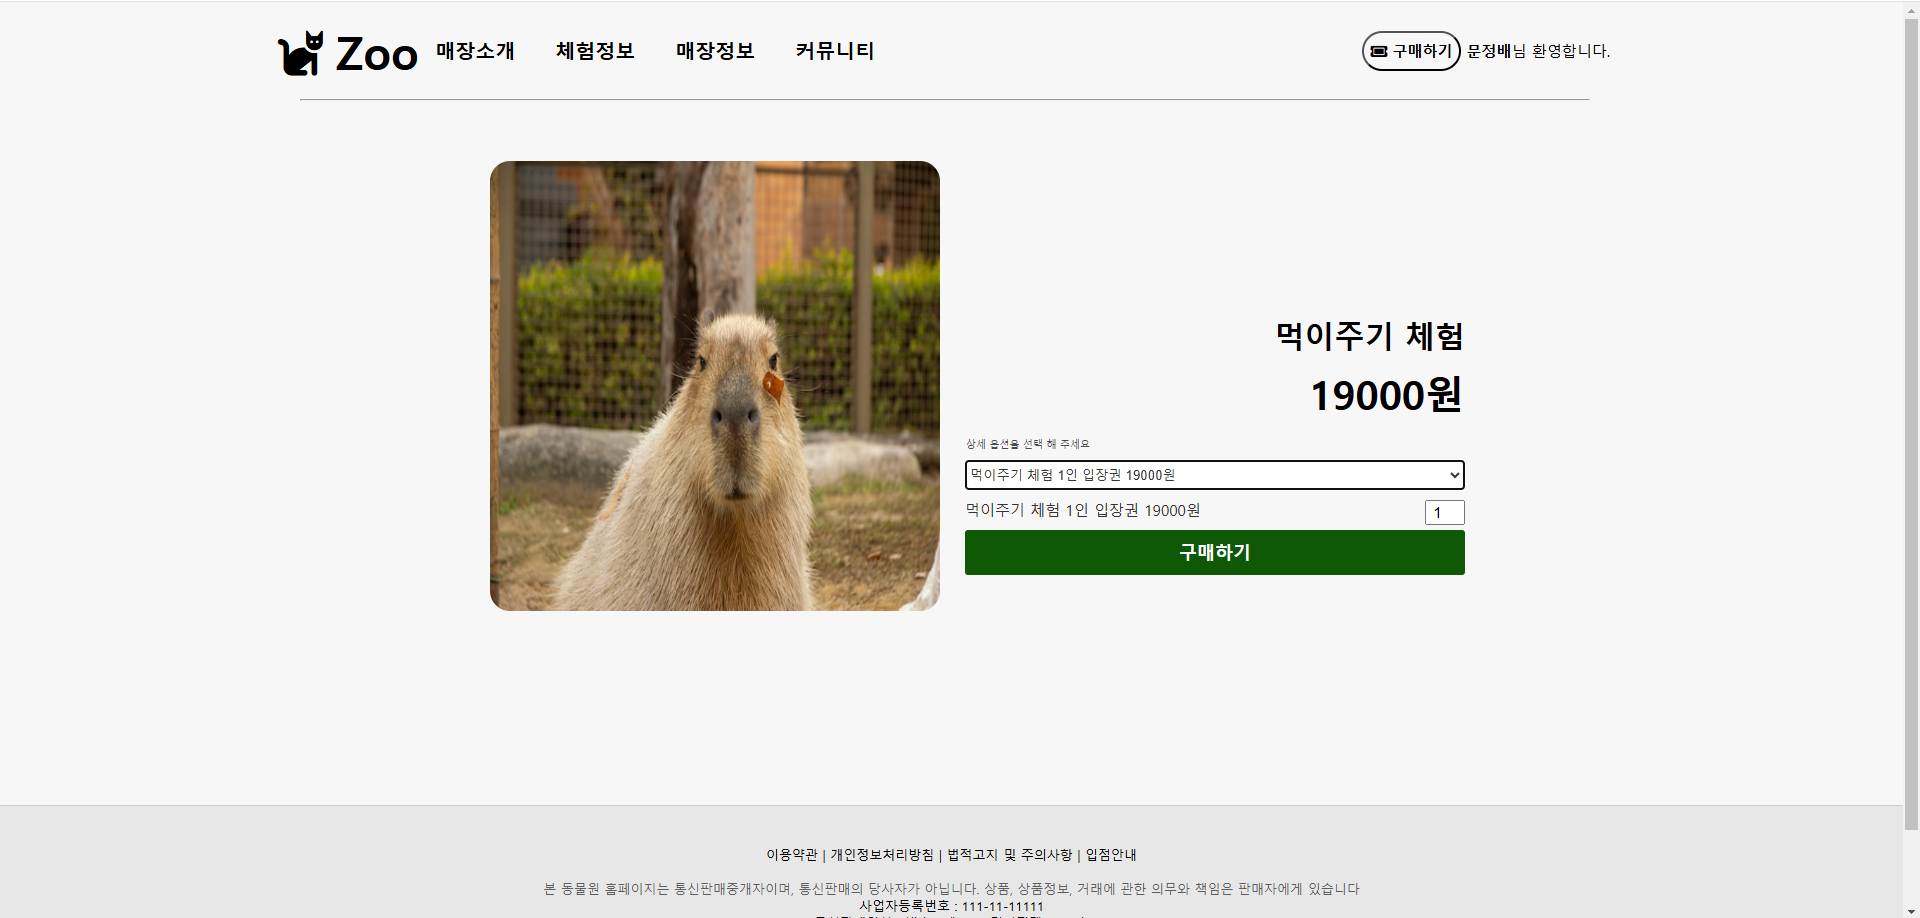 Zoo 매장소개 체험정보 매장정보 커뮤니티 구매하기 문정배님 환영합니다.
먹이주기 체험
19000원
상세 옵션을 선택 해 주세요
먹이주기 체험 1인 입장권 19000원
먹이주기 체험 1인 입장권 19000원 1
구매하기
이용약관 | 개인정보처리방침 | 법적고지 및 주의사항 | 입점안내
본 동물원 홈페이지는 통신판매중개자이며, 통신판매의 당사자가 아닙니다. 상품, 상품정보, 거래에 관한 의무와 책임은 판매자에게 있습니다
사업자등록번호 : 111-11-11111